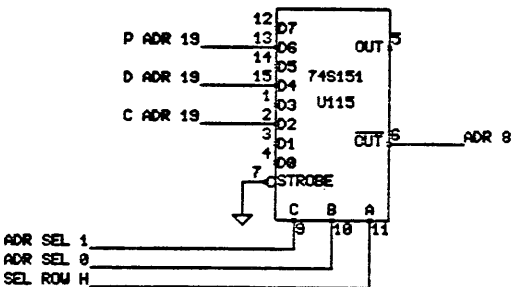 12 D7
P ADR 19 13 D6 OUT 5
14 D5
D ADR 19 15 D4 74S151
1 D3 U115
C ADR 19 2 D2
3 D1 OUT 6 ADR 8
4 D0
7 STROBE
C B A
9 10 11
ADR SEL 1
ADR SEL 0
SEL ROW H